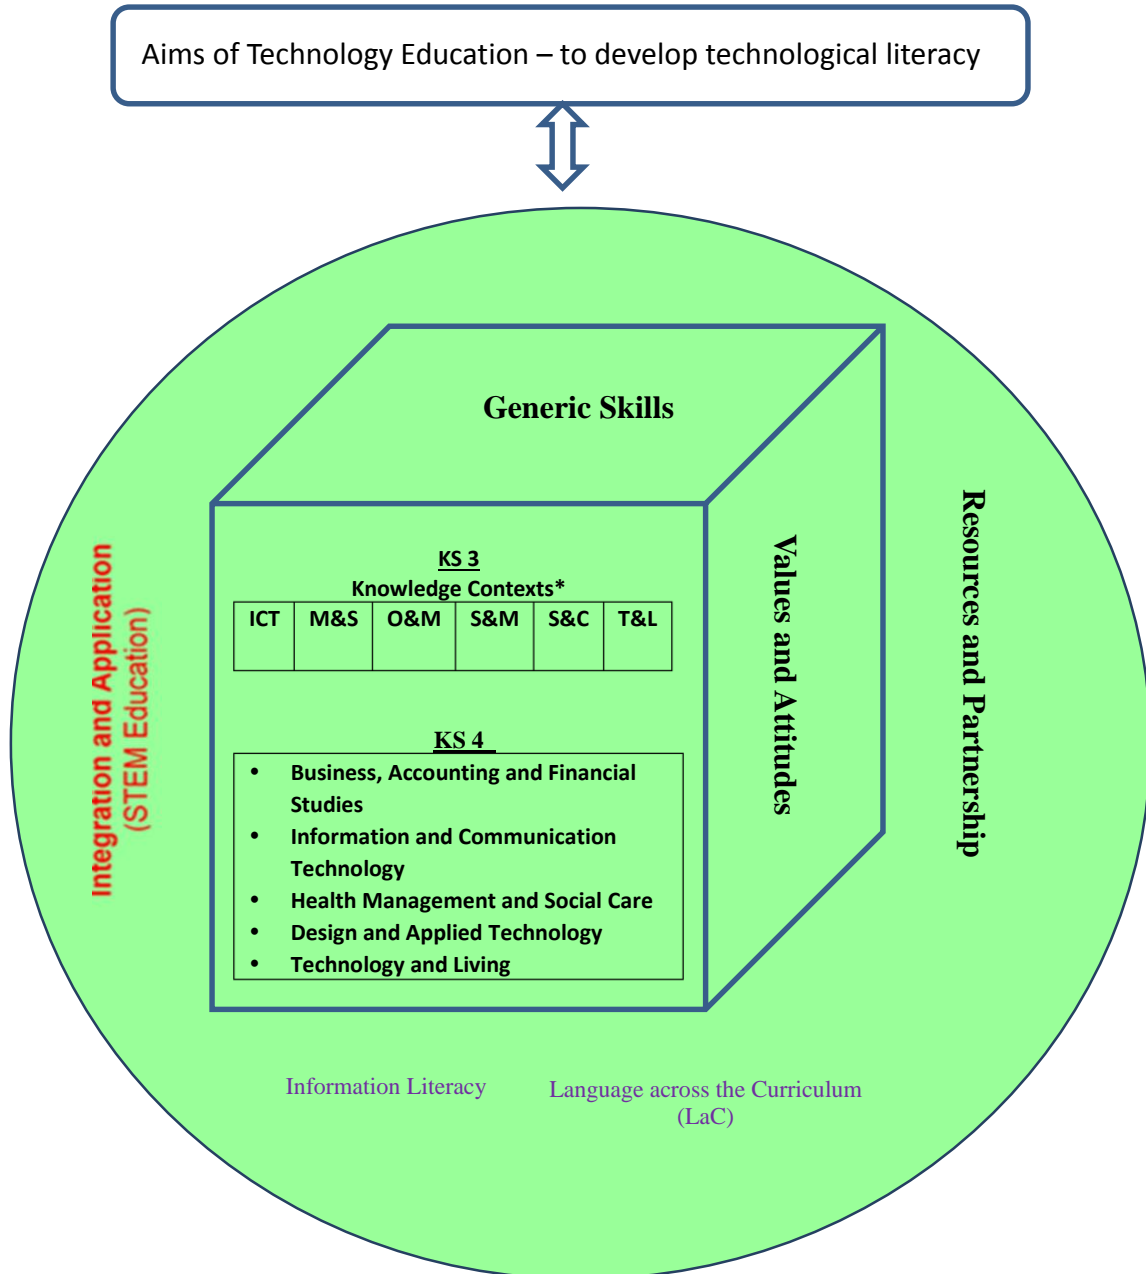 Aims of Technology Education – to develop technological literacy
Generic Skills
Integration and Application
(STEM Education)
KS 3
Knowledge Contexts*
ICT M&S O&M S&M S&C T&L
KS 4
• Business, Accounting and Financial
Studies
• Information and Communication
Technology
• Health Management and Social Care
• Design and Applied Technology
• Technology and Living
Values and Attitudes
Resources and Partnership
Information Literacy
Language across the Curriculum
(LaC)